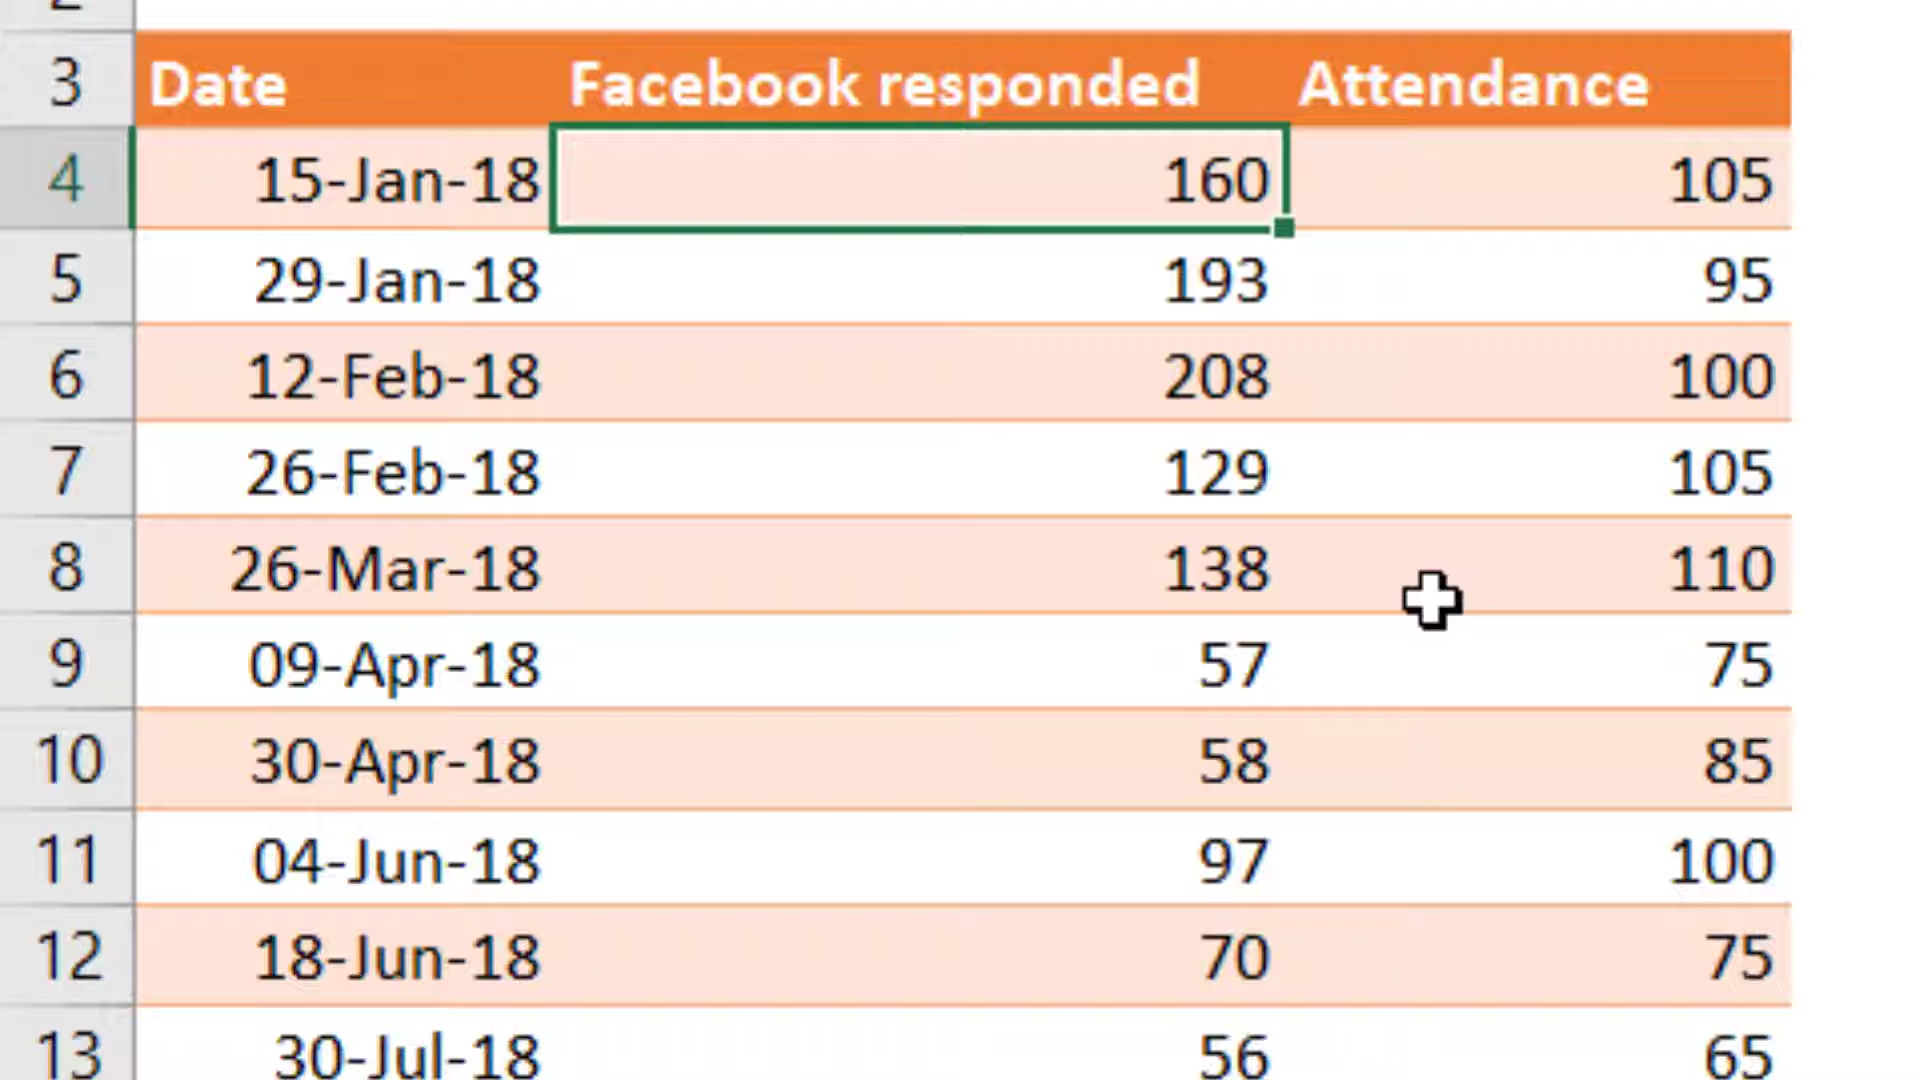 2
3 Date Facebook responded Attendance
4 15-Jan-18 160 105
5 29-Jan-18 193 95
6 12-Feb-18 208 100
7 26-Feb-18 129 105
8 26-Mar-18 138 110
9 09-Apr-18 57 75
10 30-Apr-18 58 85
11 04-Jun-18 97 100
12 18-Jun-18 70 75
13 30-Jul-18 56 65